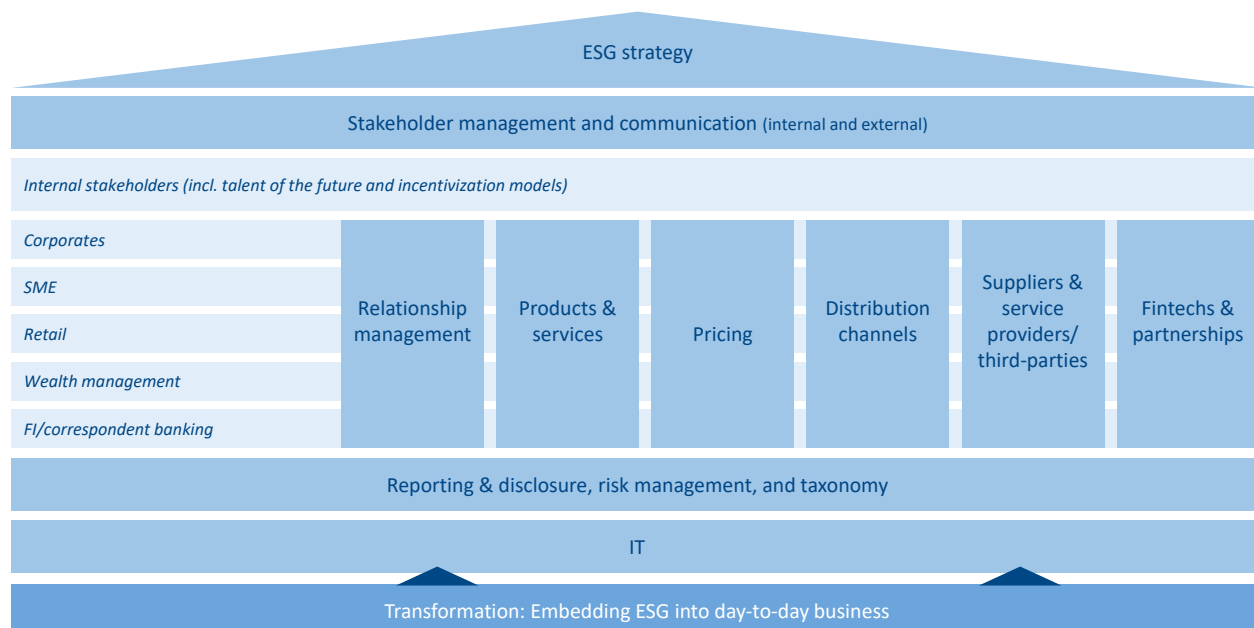 ESG strategy
Stakeholder management and communication (internal and external)
Internal stakeholders (incl. talent of the future and incentivization models)
Corporates
SME
Retail
Wealth management
FI/correspondent banking
Relationship
management
Products &
services
Pricing
Distribution
channels
Suppliers &
service
providers/
third-parties
Fintechs &
partnerships
Reporting & disclosure, risk management, and taxonomy
IT
Transformation: Embedding ESG into day-to-day business